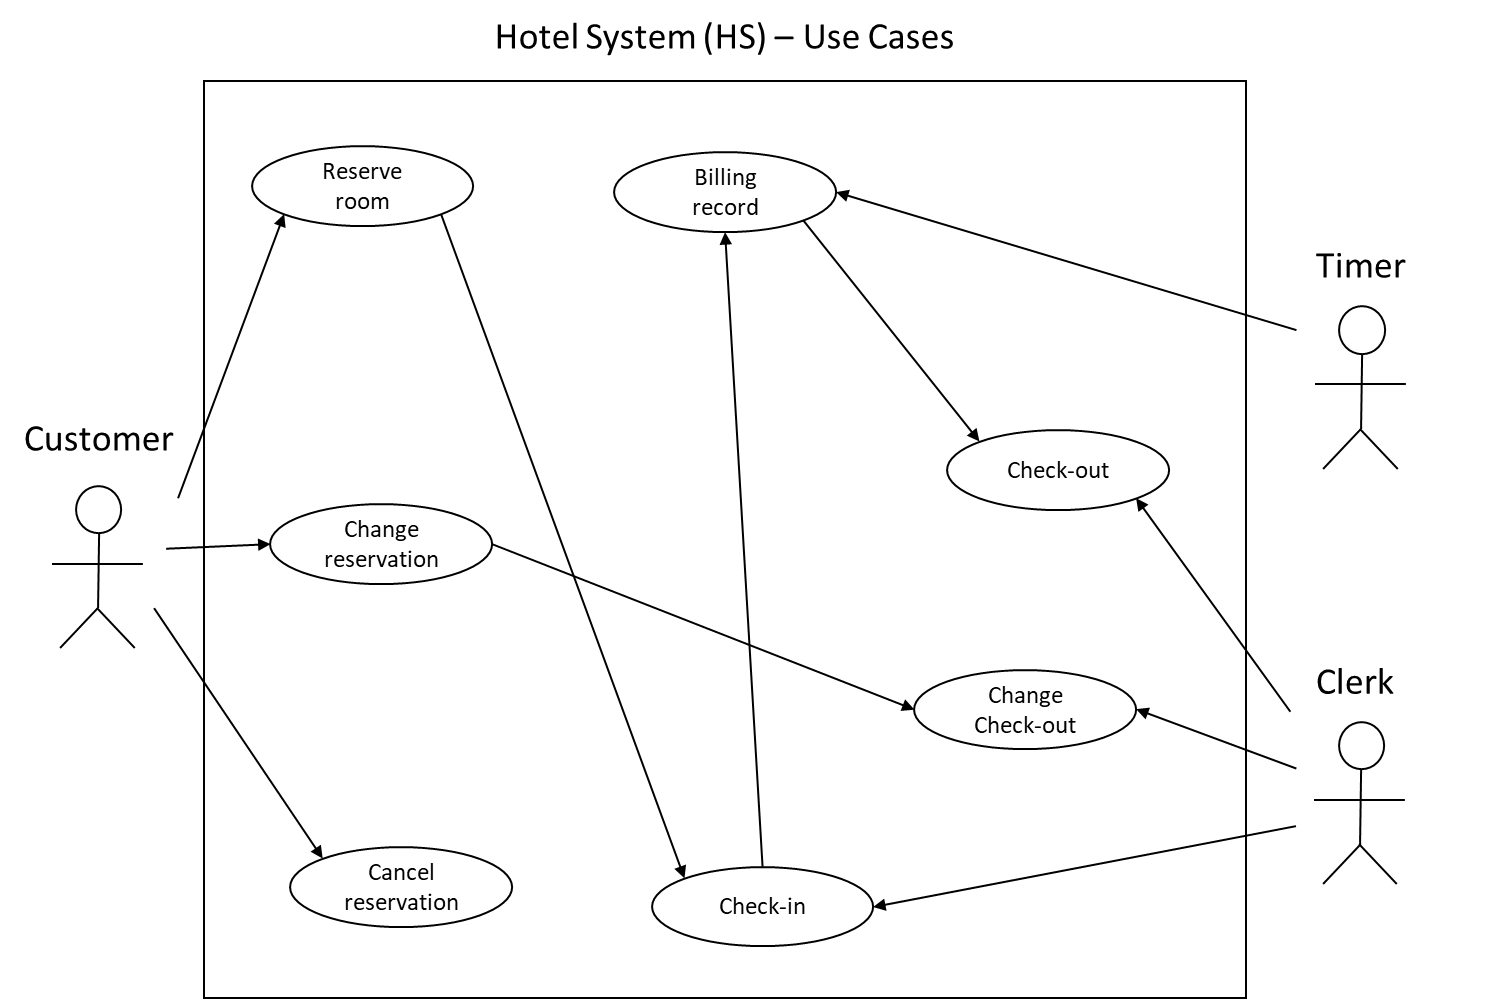 Hotel System (HS) – Use Cases
Reserve
room
Billing
record
Timer
Customer
Check-out
Change
reservation
Clerk
Change
Check-out
Cancel
reservation
Check-in